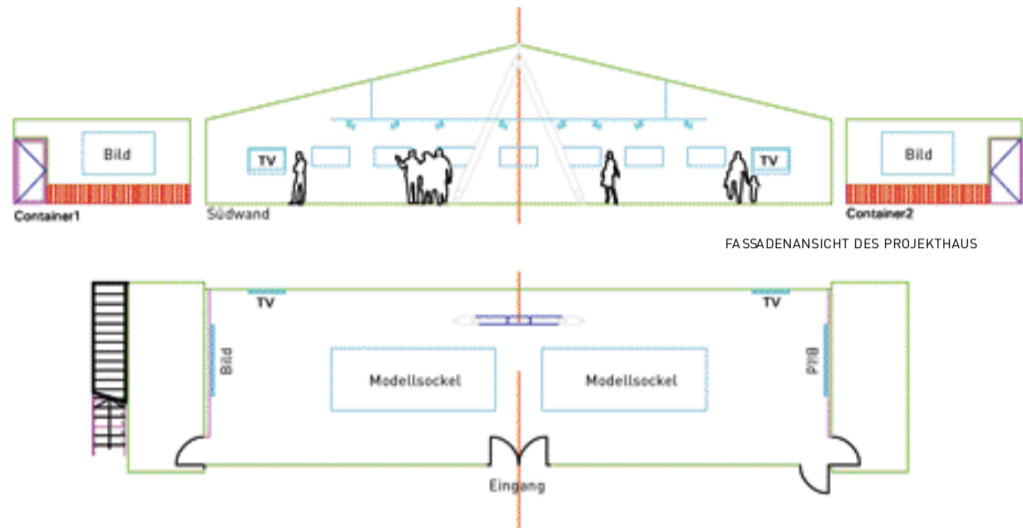 Bild
TV
TV
Bild
Container1
Südwand
Container2
FASSADENANSICHT DES PROJEKTHAUS
TV
TV
Bild
Modellsockel
Modellsockel
Bild
Eingang